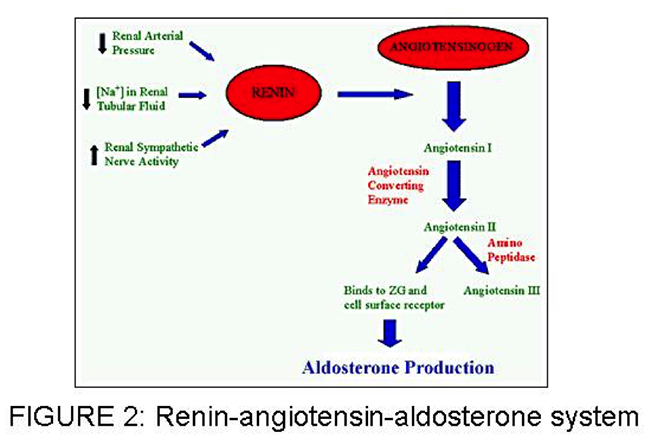 Renal Arterial
Pressure
[Na+] in Renal
Tubular Fluid
Renal Sympathetic
Nerve Activity
RENIN
ANGIOTENSINOGEN
Angiotensin I
Angiotensin
Converting
Enzyme
Angiotensin II
Amino
Peptidase
Binds to ZG and
cell surface receptor
Angiotensin III
Aldosterone Production
FIGURE 2: Renin-angiotensin-aldosterone system